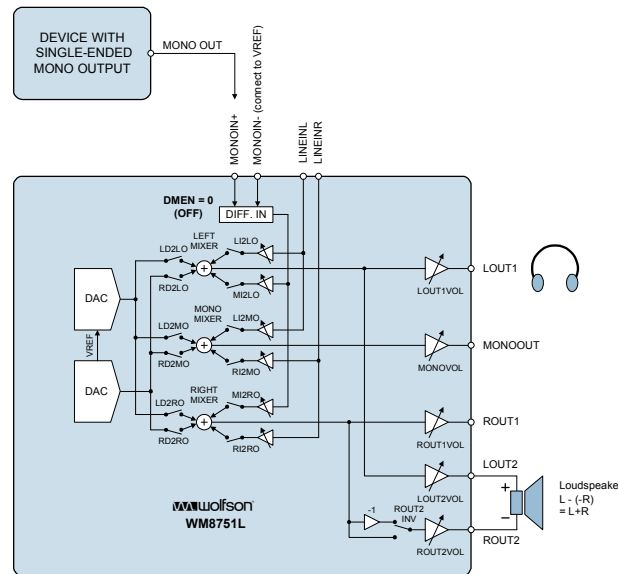 DEVICE WITH
SINGLE-ENDED
MONO OUTPUT
MONO OUT
MONOIN+
MONOIN- (connect to VREF)
LINEINL
LINEINR
DMEN = 0
(OFF)
DIFF. IN
LEFT
MIXER
LD2LO
RD2LO
LI2LO
MI2LO
LOUT1VOL
LOUT1
DAC
VREF
DAC
MONO
MIXER
LD2MO
RD2MO
LI2MO
RI2MO
MONOVOL
MONOOUT
RIGHT
MIXER
LD2RO
RD2RO
MI2RO
RI2RO
ROUT1VOL
ROUT1
LOUT2VOL
LOUT2
-1
ROUT2
INV
ROUT2VOL
ROUT2
+
−
Loudspeake
L - (-R)
= L+R
wolfson
WM8751L